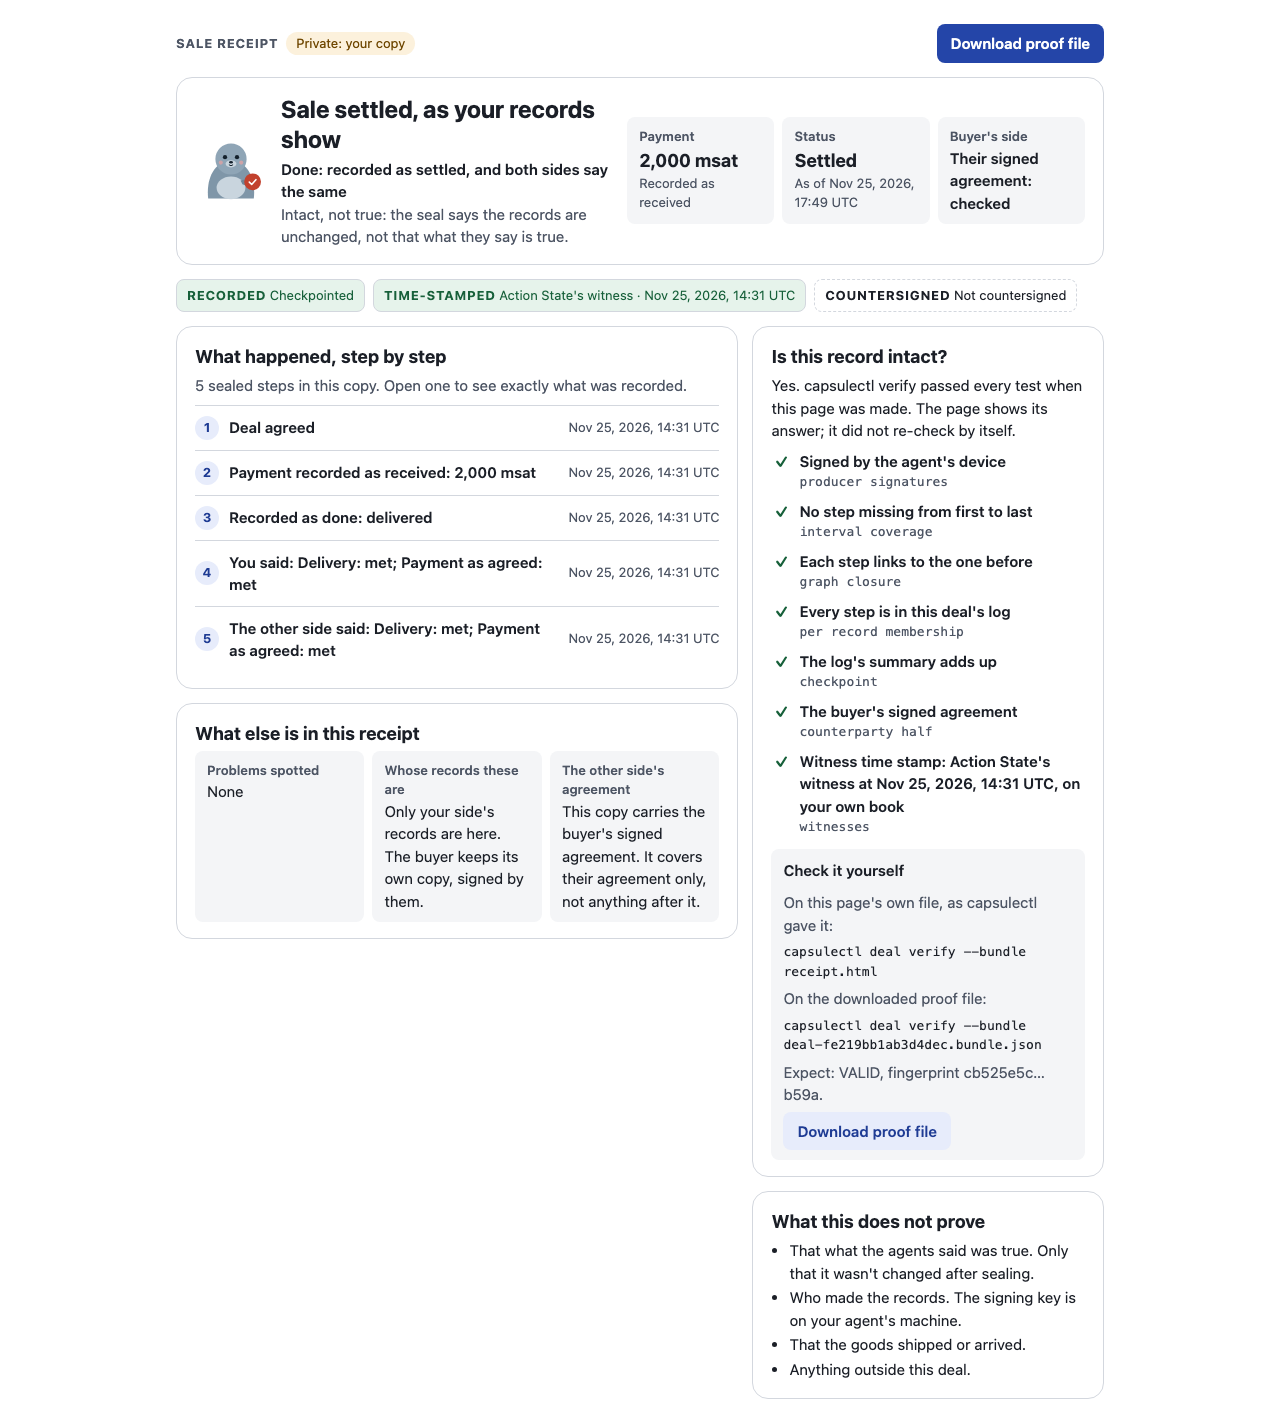 SALE RECEIPT Private: your copy
Download proof file
Sale settled, as your records
show
Done: recorded as settled, and both sides say
the same
Intact, not true: the seal says the records are
unchanged, not that what they say is true.
Payment
2,000 msat
Recorded as
received
Status
Settled
As of Nov 25, 2026,
17:49 UTC
Buyer's side
Their signed
agreement:
checked
RECORDED Checkpointed
TIME-STAMPED Action State's witness · Nov 25, 2026, 14:31 UTC
COUNTERSIGNED Not countersigned
What happened, step by step
5 sealed steps in this copy. Open one to see exactly what was recorded.
1 Deal agreed Nov 25, 2026, 14:31 UTC
2 Payment recorded as received: 2,000 msat Nov 25, 2026, 14:31 UTC
3 Recorded as done: delivered Nov 25, 2026, 14:31 UTC
4 You said: Delivery: met; Payment as agreed: Nov 25, 2026, 14:31 UTC
met
5 The other side said: Delivery: met; Payment Nov 25, 2026, 14:31 UTC
as agreed: met
What else is in this receipt
Problems spotted
None
Whose records these
are
Only your side's
records are here.
The buyer keeps its
own copy, signed by
them.
The other side's
agreement
This copy carries the
buyer's signed
agreement. It covers
their agreement only,
not anything after it.
Is this record intact?
Yes. capsulectl verify passed every test when
this page was made. The page shows its
answer; it did not re-check by itself.
Signed by the agent's device
producer signatures
No step missing from first to last
interval coverage
Each step links to the one before
graph closure
Every step is in this deal's log
per record membership
The log's summary adds up
checkpoint
The buyer's signed agreement
counterparty half
Witness time stamp: Action State's
witness at Nov 25, 2026, 14:31 UTC, on
your own book
witnesses
Check it yourself
On this page's own file, as capsulectl
gave it:
capsulectl deal verify --bundle
receipt.html
On the downloaded proof file:
capsulectl deal verify --bundle
deal-fe219bb1ab3d4dec.bundle.json
Expect: VALID, fingerprint cb525e5c…
b59a.
Download proof file
What this does not prove
• That what the agents said was true. Only
that it wasn't changed after sealing.
• Who made the records. The signing key is
on your agent's machine.
• That the goods shipped or arrived.
• Anything outside this deal.